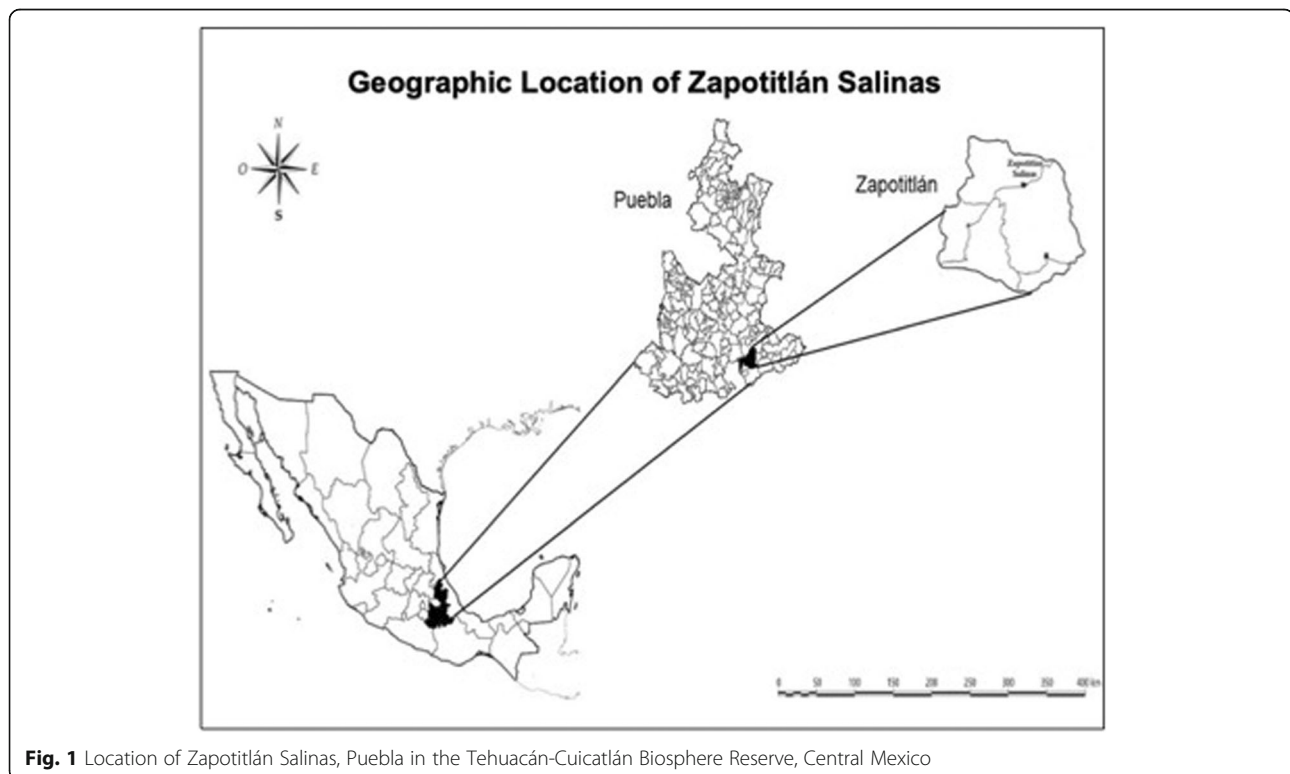 Geographic Location of Zapotitlán Salinas
N
O
E
S
Puebla
Zapotitlán
Zapotitlán
Salinas
0 50 100 150 200 250 300 350 400 km
Fig. 1 Location of Zapotitlán Salinas, Puebla in the Tehuacán-Cuicatlán Biosphere Reserve, Central Mexico